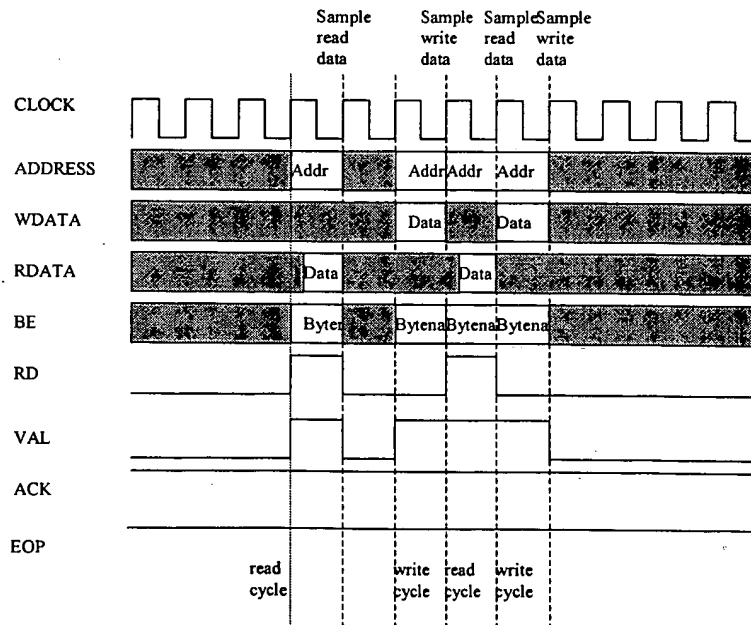 Sample
read
data
Sample
write
data
Sample
read
data
Sample
write
data
CLOCK
ADDRESS
Addr
Addr
Addr
Addr
WDATA
Data
Data
RDATA
Data
Data
BE
Byter
Bytena
Bytena
Bytena
RD
VAL
ACK
EOP
read
cycle
write
cycle
read
cycle
write
cycle